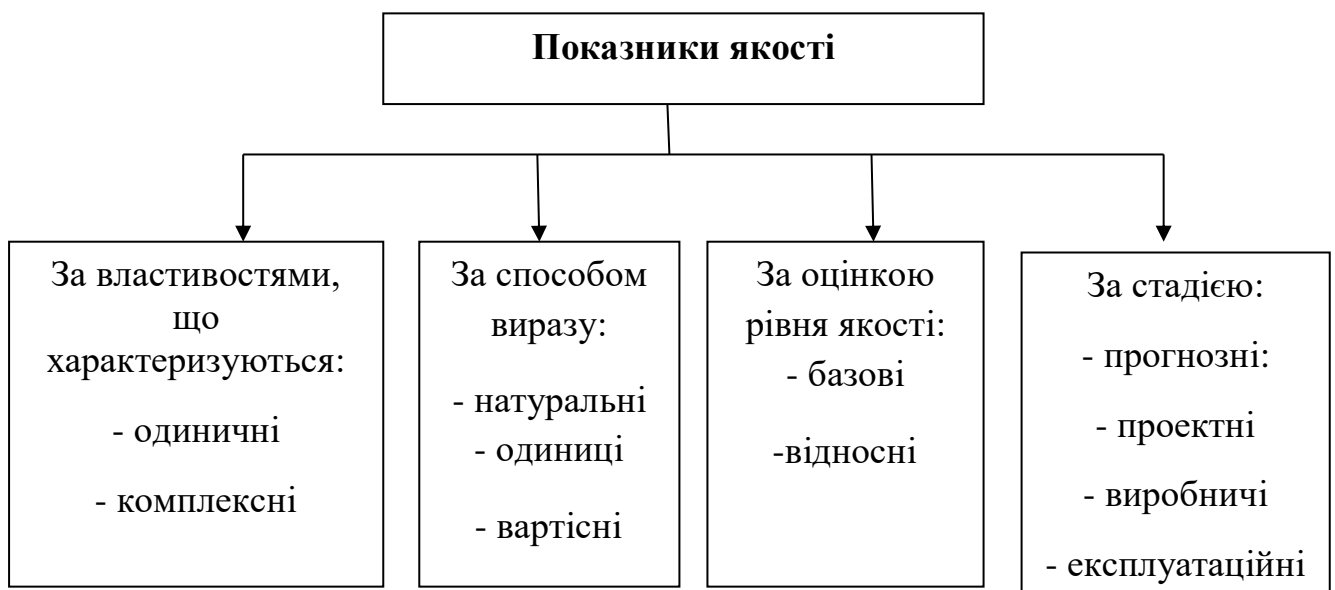 Показники якості
За властивостями,
що
характеризуються:
- одиничні
- комплексні
За способом
виразу:
- натуральні
- одиниці
- вартісні
За оцінкою
рівня якості:
- базові
-відносні
За стадією:
- прогнозні:
- проектні
- виробничі
- експлуатаційні